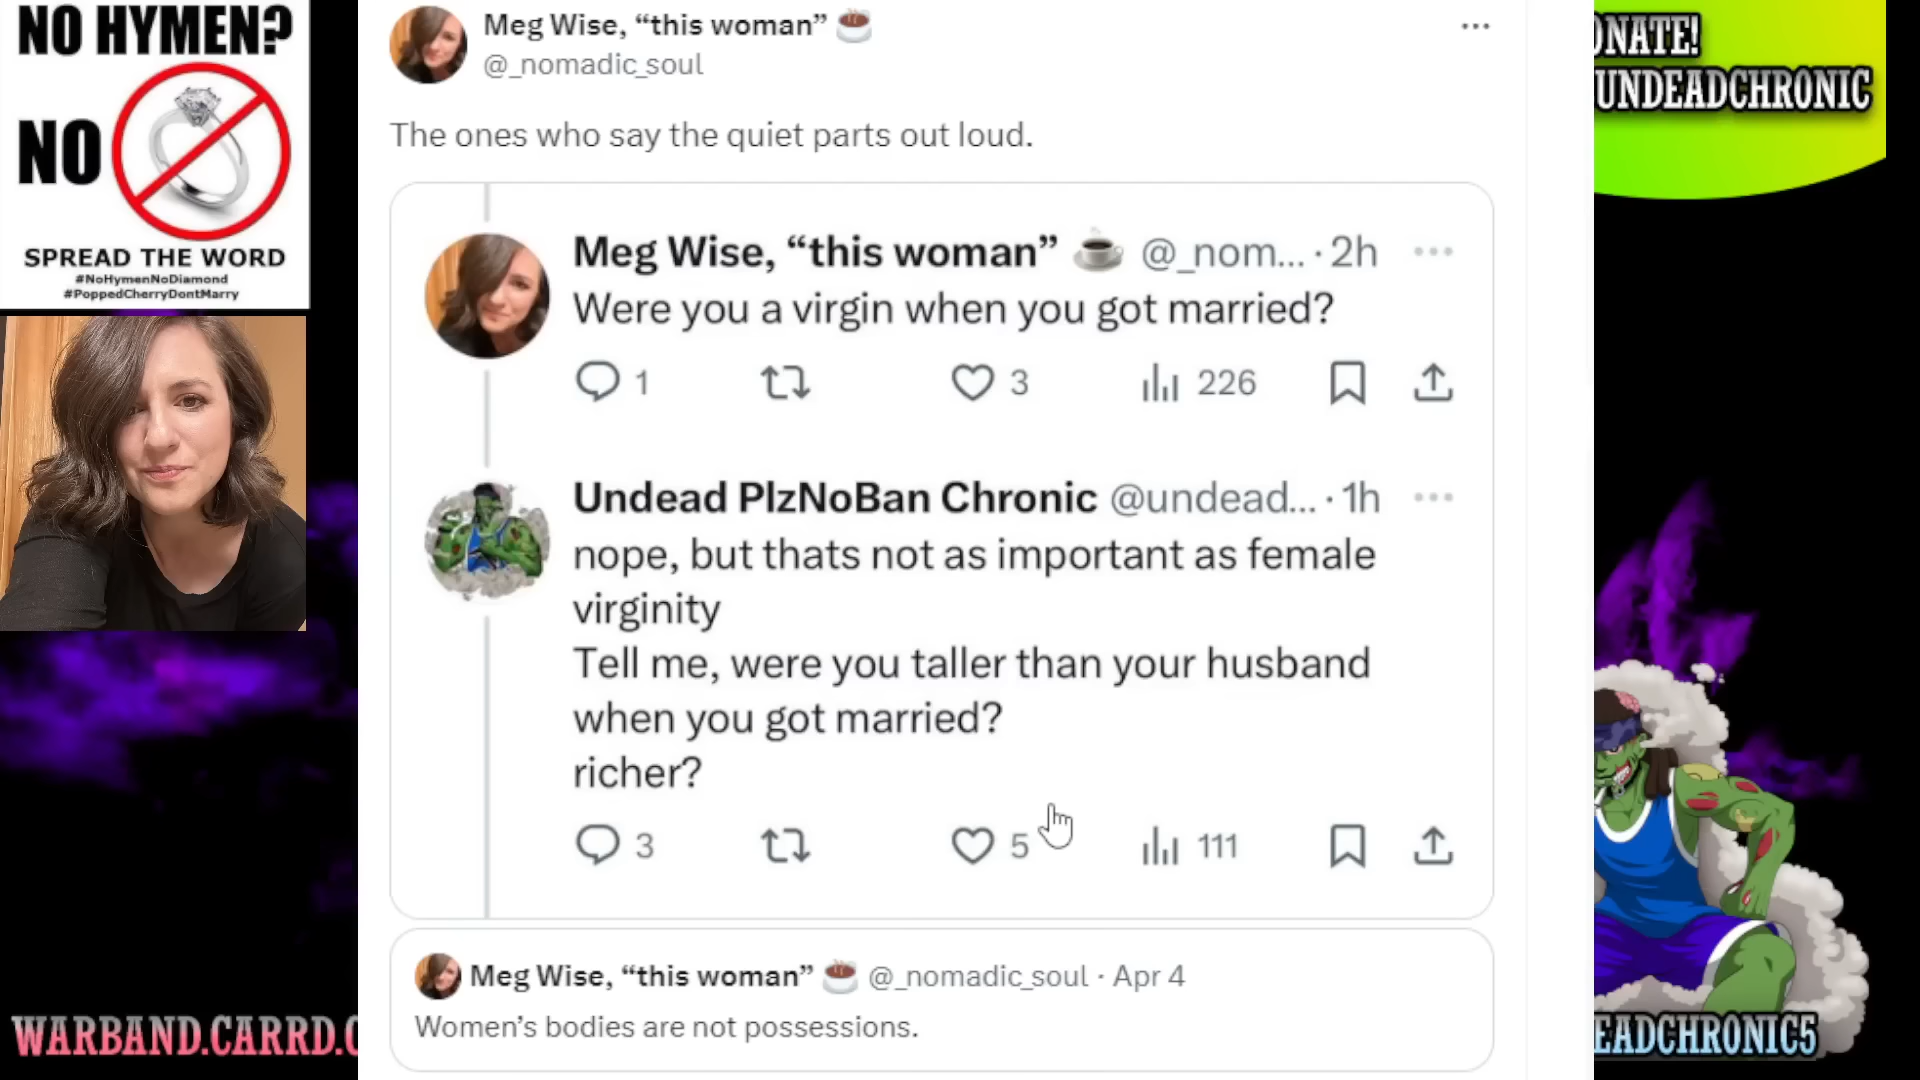 NO HYMEN?
NO
SPREAD THE WORD
#NoHymenNoDiamond
#PoppedCherryDontMarry
Meg Wise, “this woman” ☕
@_nomadic_soul
The ones who say the quiet parts out loud.
Meg Wise, “this woman” ☕ @_nom... · 2h
Were you a virgin when you got married?
1 3 226
Undead PlzNoBan Chronic @undead... · 1h
nope, but thats not as important as female
virginity
Tell me, were you taller than your husband
when you got married?
richer?
3 5 111
Meg Wise, “this woman” ☕ @_nomadic_soul · Apr 4
Women’s bodies are not possessions.
ONATE!
UNDEADCHRONIC
WARBAND.CARRD.C
EADCHRONIC5